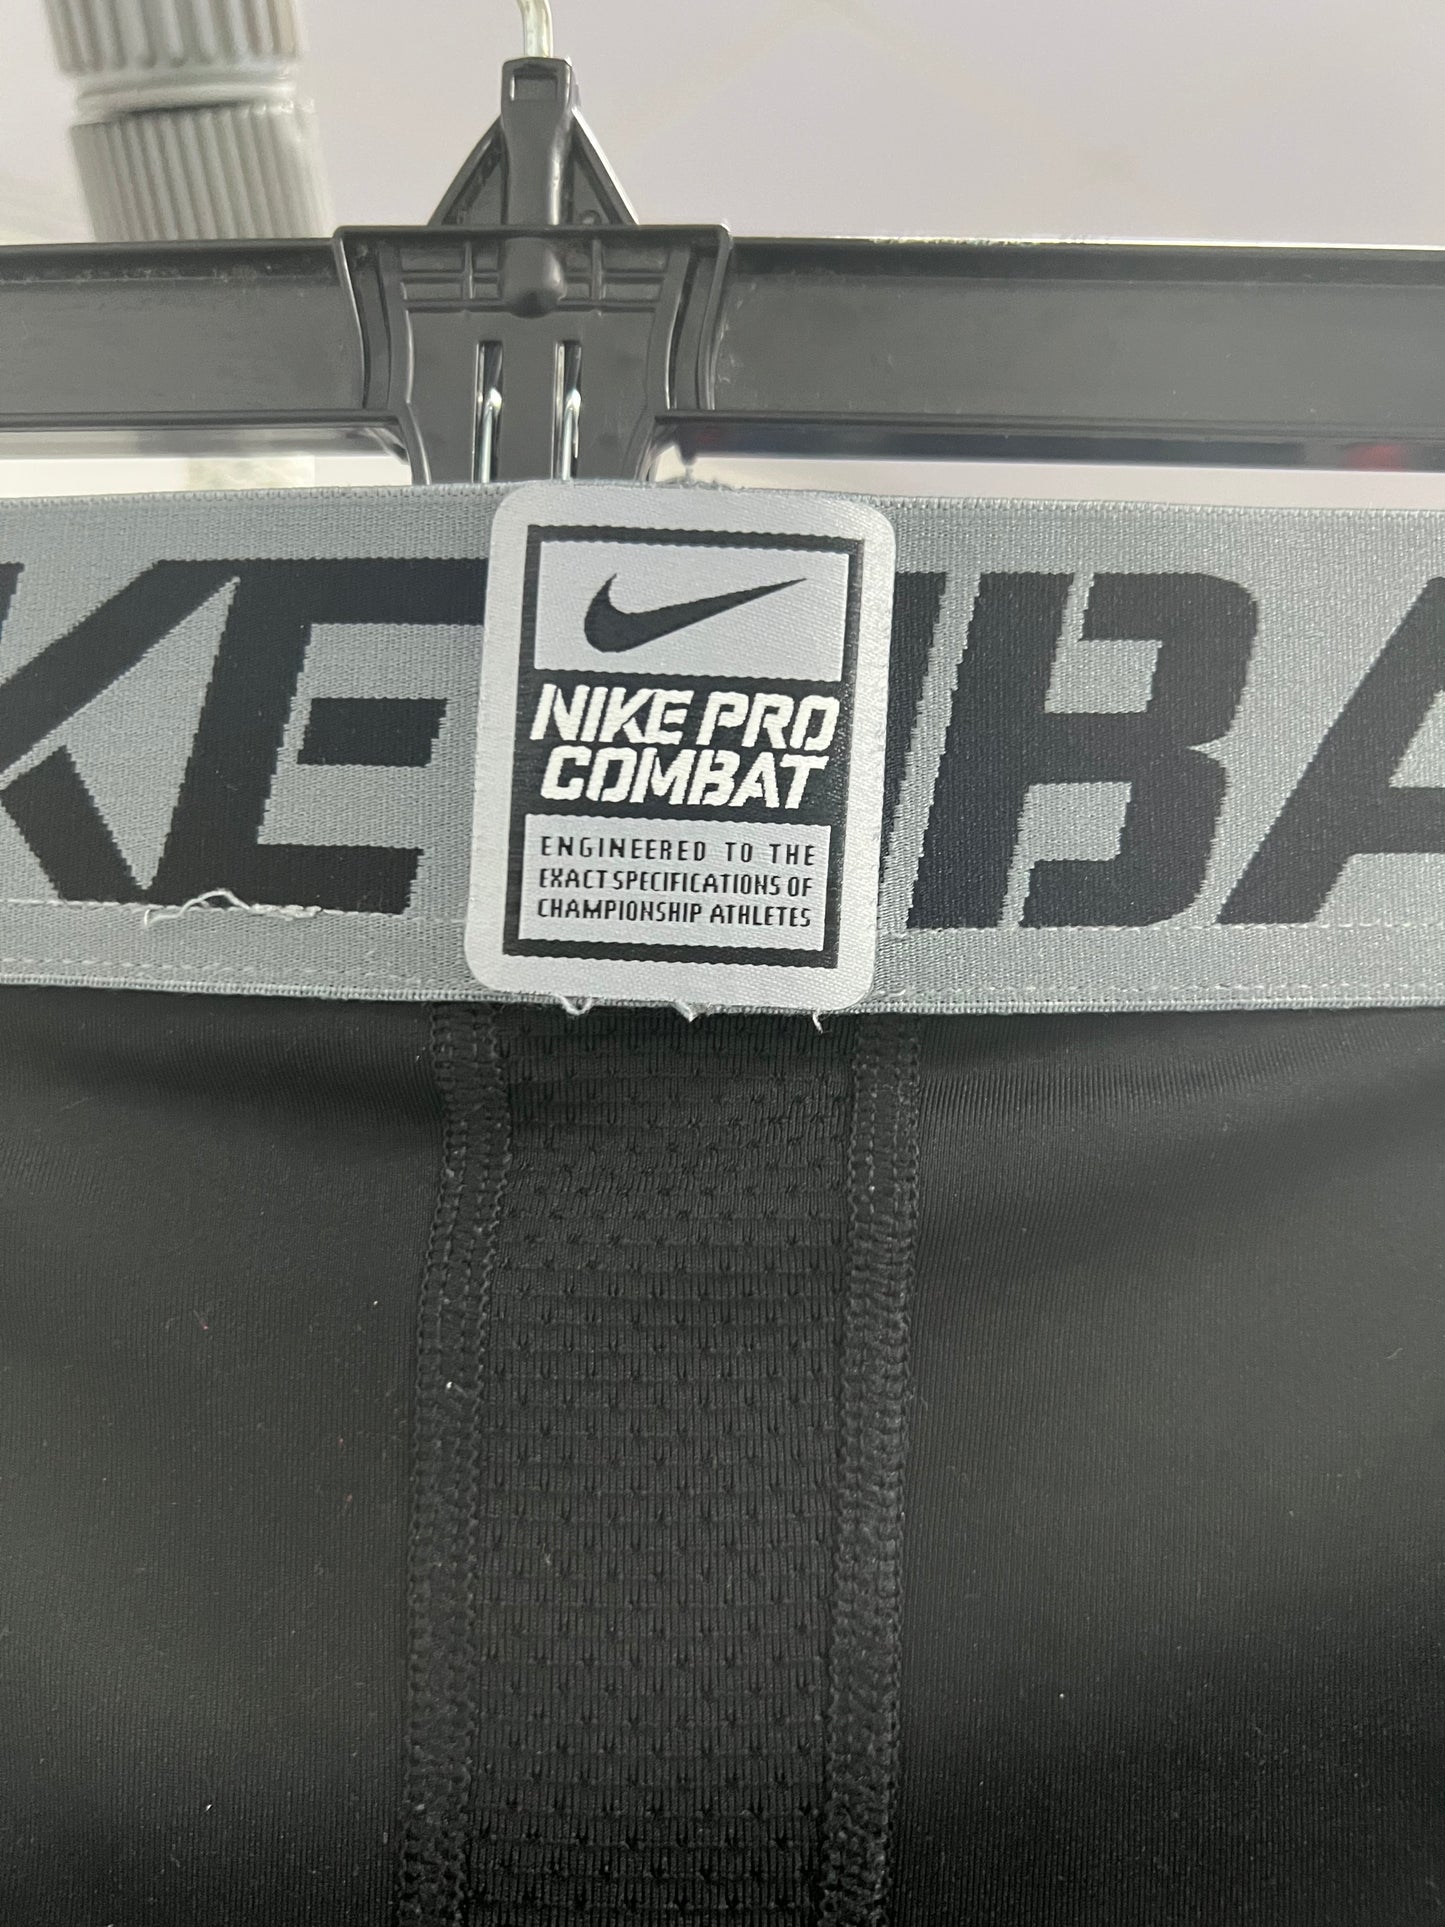 KE
BA
NIKE PRO
COMBAT
ENGINEERED TO THE
EXACT SPECIFICATIONS OF
CHAMPIONSHIP ATHLETES